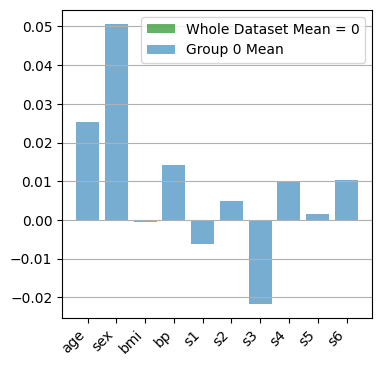 Whole Dataset Mean = 0
Group 0 Mean
0.05
0.04
0.03
0.02
0.01
0.00
−0.01
−0.02
age sex bmi bp s1 s2 s3 s4 s5 s6